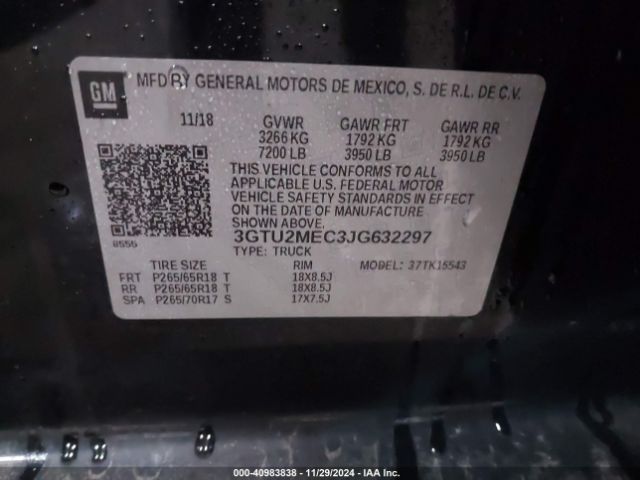 GM MFD BY GENERAL MOTORS DE MEXICO, S. DE R.L. DE C.V.
11/18 GVWR GAWR FRT GAWR RR
3266 KG 1792 KG 1792 KG
7200 LB 3950 LB 3950 LB
THIS VEHICLE CONFORMS TO ALL
APPLICABLE U.S. FEDERAL MOTOR
VEHICLE SAFETY STANDARDS IN EFFECT
ON THE DATE OF MANUFACTURE
SHOWN ABOVE.
8555 3GTU2MEC3JG632297
TYPE: TRUCK MODEL: 37TK15543
TIRE SIZE RIM
FRT P265/65R18 T 18X8.5J
RR P265/65R18 T 18X8.5J
SPA P265/70R17 S 17X7.5J
000-40983838 - 11/29/2024 - IAA Inc.